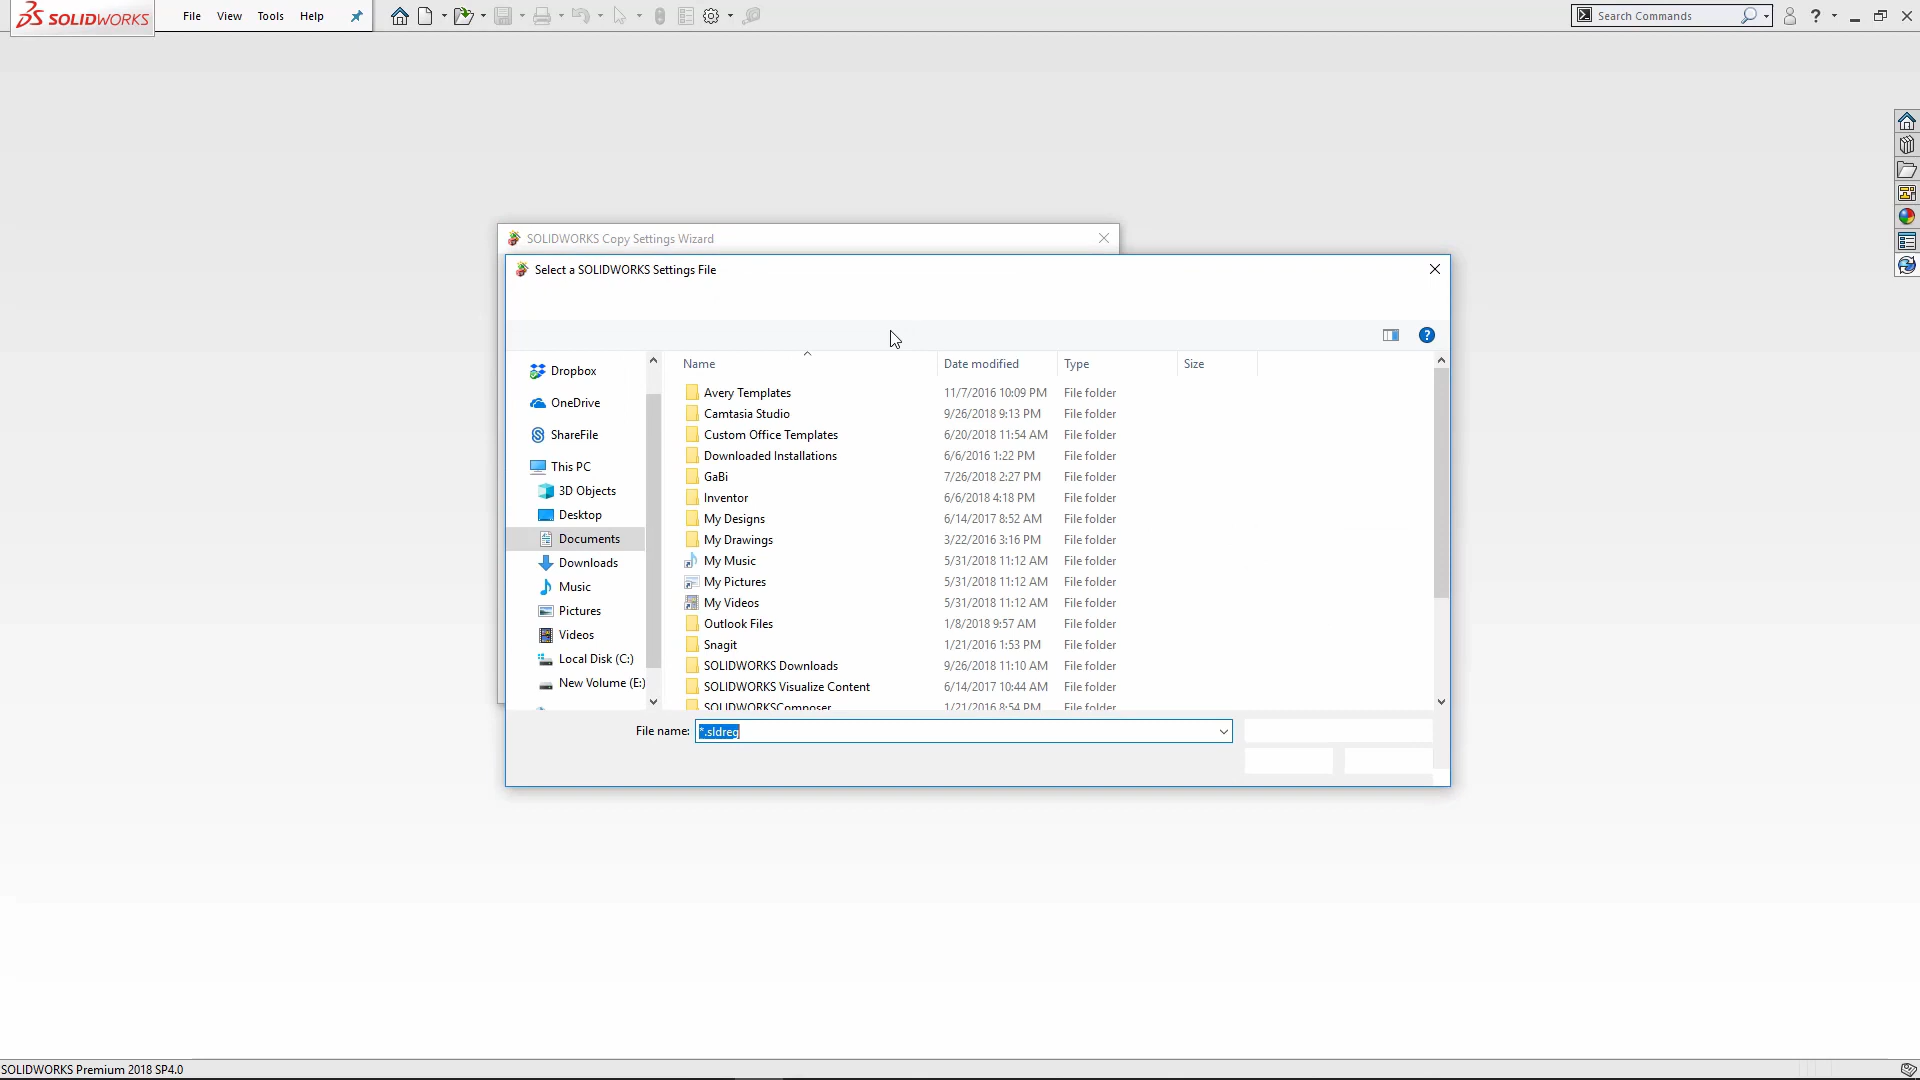 SOLIDWORKS File View Tools Help Search Commands ?
SOLIDWORKS Copy Settings Wizard
Select a SOLIDWORKS Settings File
?
Name Date modified Type Size
Dropbox
OneDrive
ShareFile
This PC
3D Objects
Desktop
Documents
Downloads
Music
Pictures
Videos
Local Disk (C:)
New Volume (E:)
Avery Templates 11/7/2016 10:09 PM File folder
Camtasia Studio 9/26/2018 9:13 PM File folder
Custom Office Templates 6/20/2018 11:54 AM File folder
Downloaded Installations 6/6/2016 1:22 PM File folder
GaBi 7/26/2018 2:27 PM File folder
Inventor 6/6/2018 4:18 PM File folder
My Designs 6/14/2017 8:52 AM File folder
My Drawings 3/22/2016 3:16 PM File folder
My Music 5/31/2018 11:12 AM File folder
My Pictures 5/31/2018 11:12 AM File folder
My Videos 5/31/2018 11:12 AM File folder
Outlook Files 1/8/2018 9:57 AM File folder
Snagit 1/21/2016 1:53 PM File folder
SOLIDWORKS Downloads 9/26/2018 11:10 AM File folder
SOLIDWORKS Visualize Content 6/14/2017 10:44 AM File folder
SOLIDWORKSComposer 1/21/2016 8:54 PM File folder
File name: *.sldreg
SOLIDWORKS Premium 2018 SP4.0